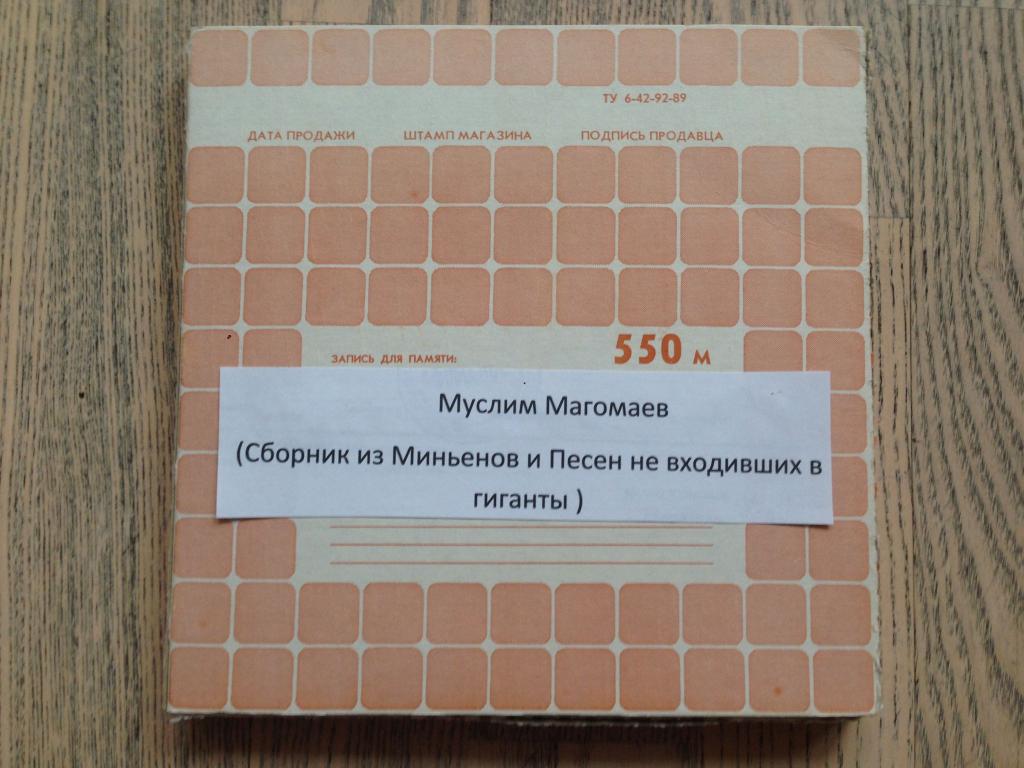 ТУ 6-42-92-89
ДАТА ПРОДАЖИ ШТАМП МАГАЗИНА ПОДПИСЬ ПРОДАВЦА
550 м
ЗАПИСЬ ДЛЯ ПАМЯТИ:
Муслим Магомаев
(Сборник из Миньенов и Песен не входивших в
гиганты )